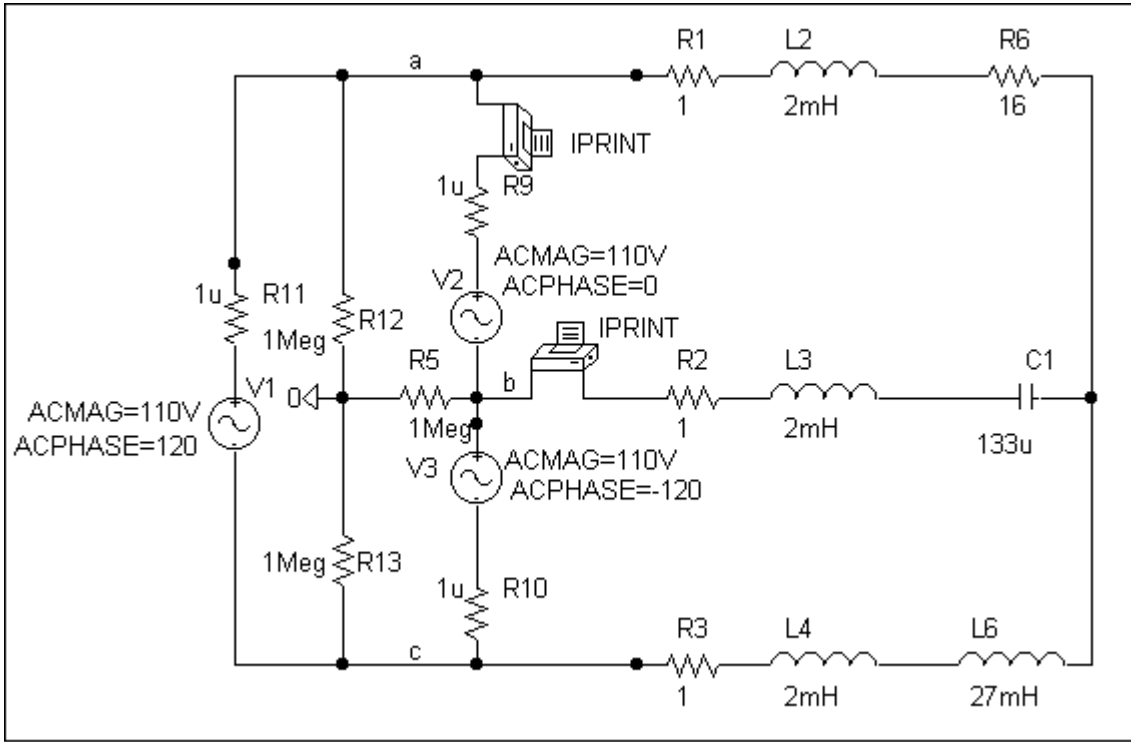 R1
L2
R6
a
1
2mH
16
IPRINT
1u
R9
ACMAG=110V
ACPHASE=0
V2
1u
R11
R12
1Meg
IPRINT
R5
b
R2
L3
C1
V1
0
ACMAG=110V
ACPHASE=120
1Meg
1
2mH
133u
V3
ACMAG=110V
ACPHASE=-120
1Meg
R13
1u
R10
R3
L4
L6
c
1
2mH
27mH